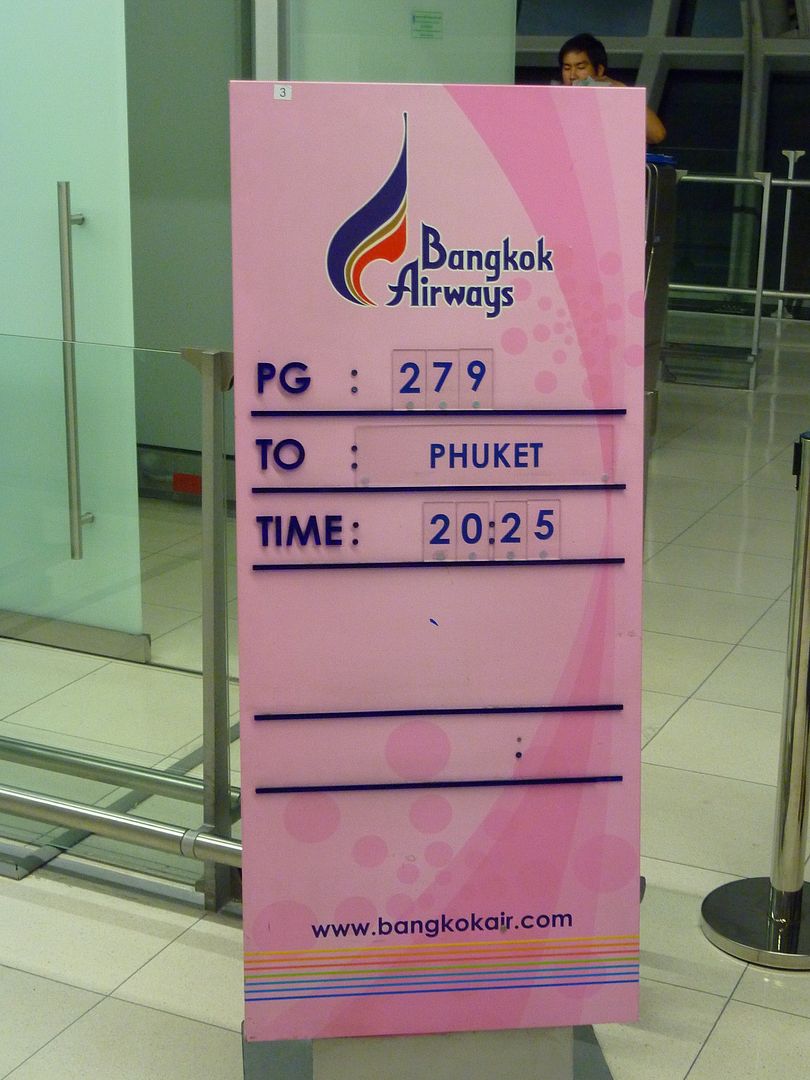 3
Bangkok
Airways
PG : 279
TO : PHUKET
TIME : 20:25
:
www.bangkokair.com